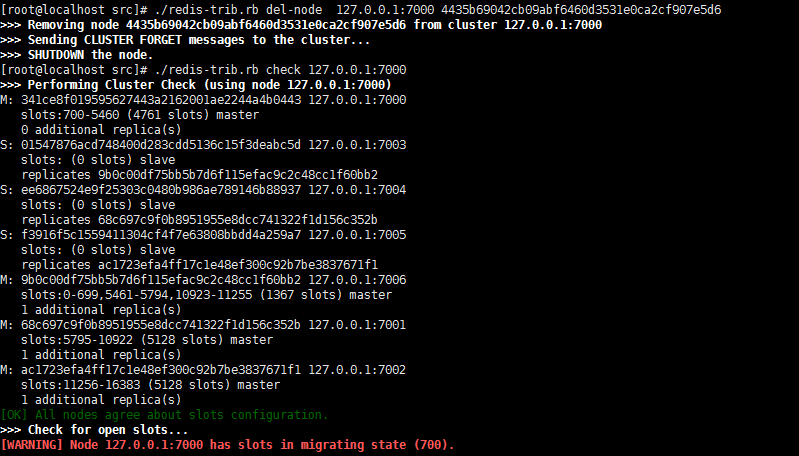 [root@localhost src]# ./redis-trib.rb del-node  127.0.0.1:7000 4435b69042cb09abf6460d3531e0ca2cf907e5d6
>>> Removing node 4435b69042cb09abf6460d3531e0ca2cf907e5d6 from cluster 127.0.0.1:7000
>>> Sending CLUSTER FORGET messages to the cluster...
>>> SHUTDOWN the node.
[root@localhost src]# ./redis-trib.rb check 127.0.0.1:7000
>>> Performing Cluster Check (using node 127.0.0.1:7000)
M: 341ce8f019595627443a2162001ae2244a4b0443 127.0.0.1:7000
   slots:700-5460 (4761 slots) master
   0 additional replica(s)
S: 01547876acd748400d283cdd5136c15f3deabc5d 127.0.0.1:7003
   slots: (0 slots) slave
   replicates 9b0c00df75bb5b7d6f115efac9c2c48cc1f60bb2
S: ee6867524e9f25303c0480b986ae789146b88937 127.0.0.1:7004
   slots: (0 slots) slave
   replicates 68c697c9f0b8951955e8dcc741322f1d156c352b
S: f3916f5c1559411304cf4f7e63808bbdd4a259a7 127.0.0.1:7005
   slots: (0 slots) slave
   replicates ac1723efa4ff17c1e48ef300c92b7be3837671f1
M: 9b0c00df75bb5b7d6f115efac9c2c48cc1f60bb2 127.0.0.1:7006
   slots:0-699,5461-5794,10923-11255 (1367 slots) master
   1 additional replica(s)
M: 68c697c9f0b8951955e8dcc741322f1d156c352b 127.0.0.1:7001
   slots:5795-10922 (5128 slots) master
   1 additional replica(s)
M: ac1723efa4ff17c1e48ef300c92b7be3837671f1 127.0.0.1:7002
   slots:11256-16383 (5128 slots) master
   1 additional replica(s)
[OK] All nodes agree about slots configuration.
>>> Check for open slots...
[WARNING] Node 127.0.0.1:7000 has slots in migrating state (700).